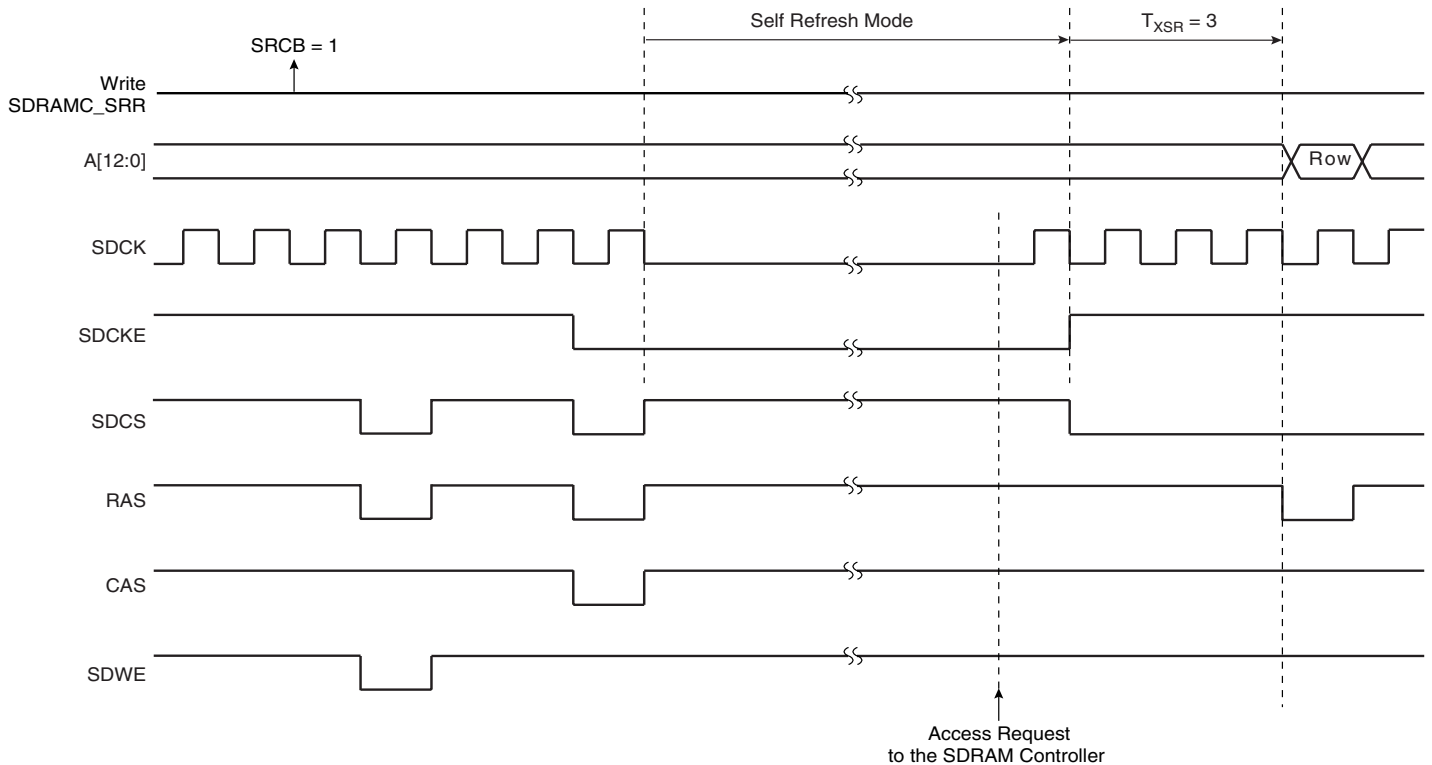 Self Refresh Mode
T_XSR = 3
SRCB = 1
Write
SDRAMC_SRR
A[12:0]
Row
SDCK
SDCKE
SDCS
RAS
CAS
SDWE
Access Request
to the SDRAM Controller